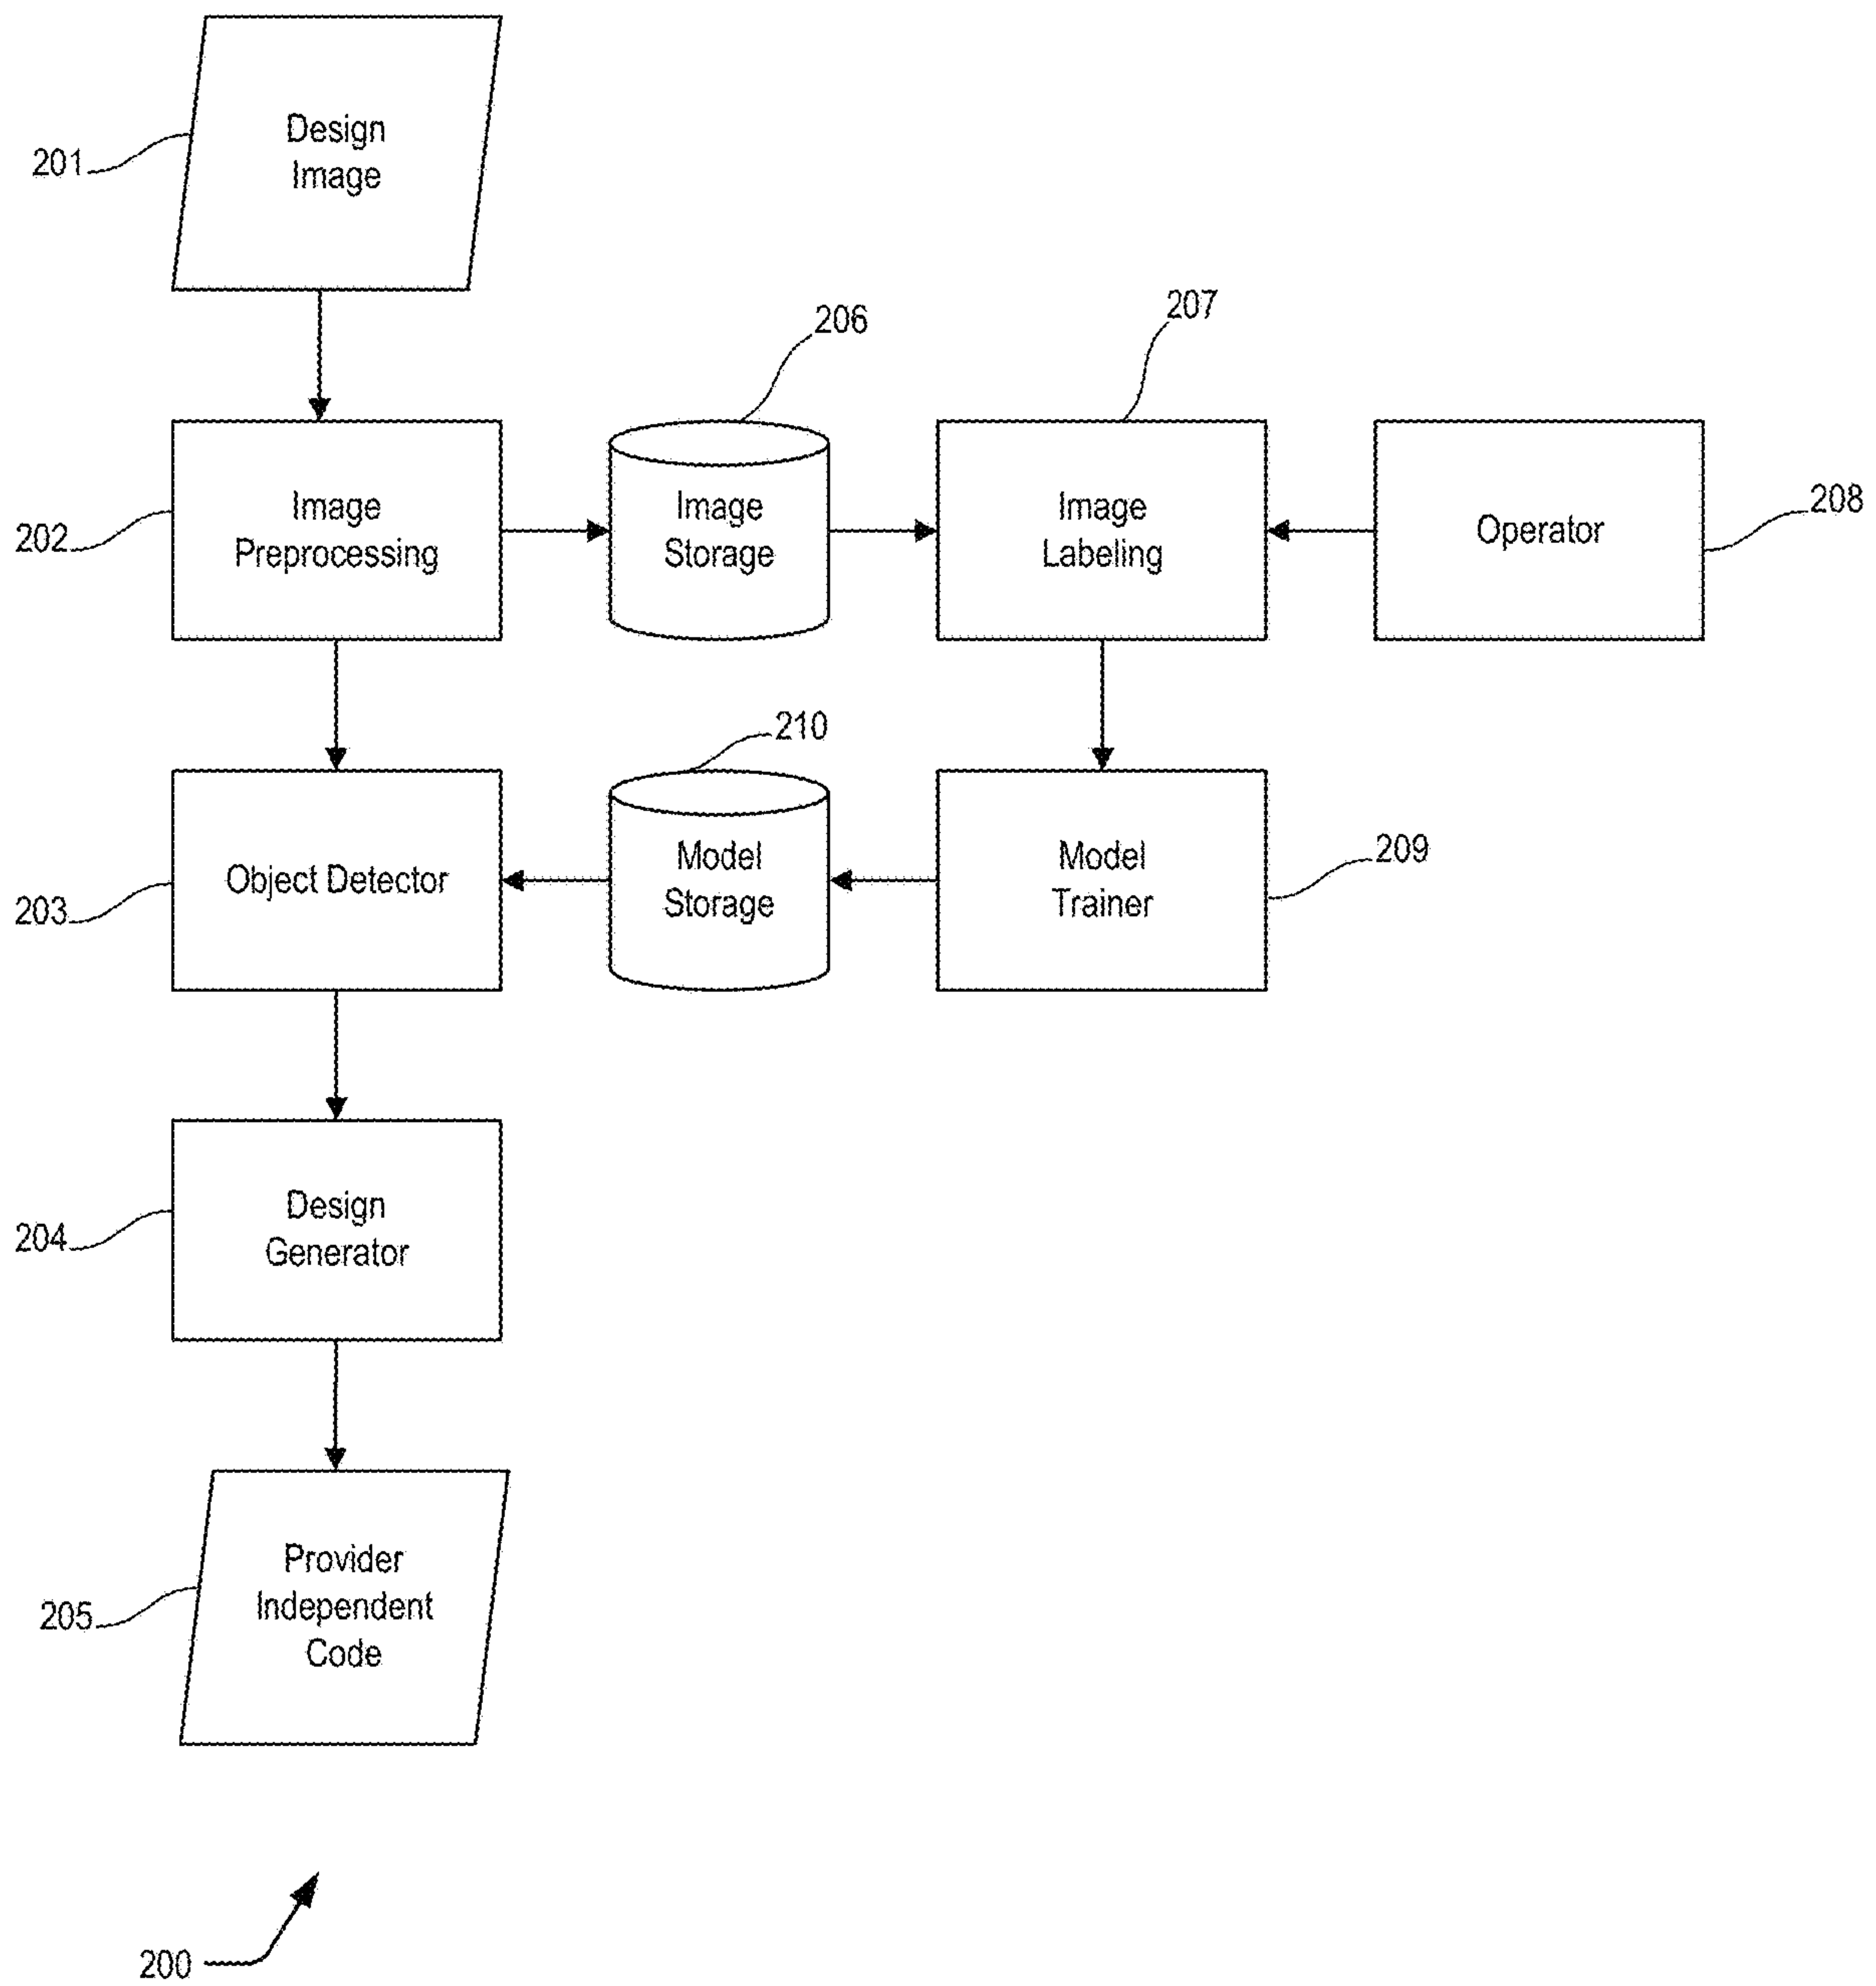 Design
Image
201
206
207
Image
Preprocessing
202
Image
Storage
Image
Labeling
Operator
208
210
Object Detector
203
Model
Storage
Model
Trainer
209
Design
Generator
204
Provider
Independent
Code
205
200